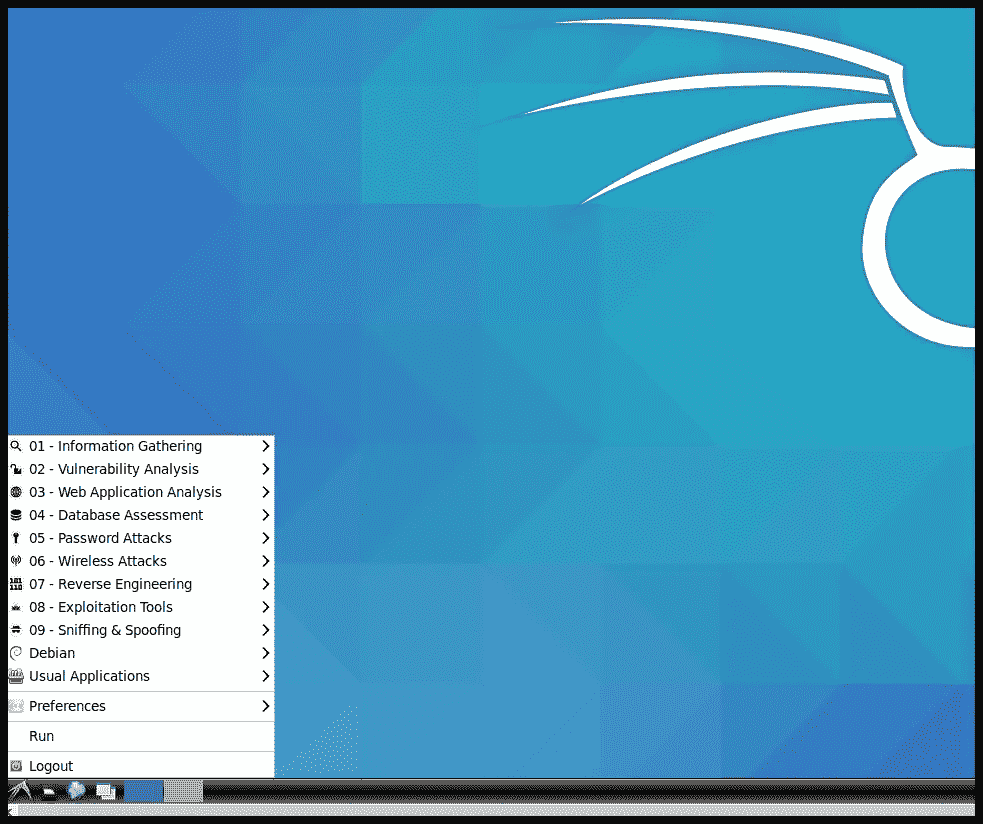 01 - Information Gathering
02 - Vulnerability Analysis
03 - Web Application Analysis
04 - Database Assessment
05 - Password Attacks
06 - Wireless Attacks
07 - Reverse Engineering
08 - Exploitation Tools
09 - Sniffing & Spoofing
Debian
Usual Applications
Preferences
Run
Logout